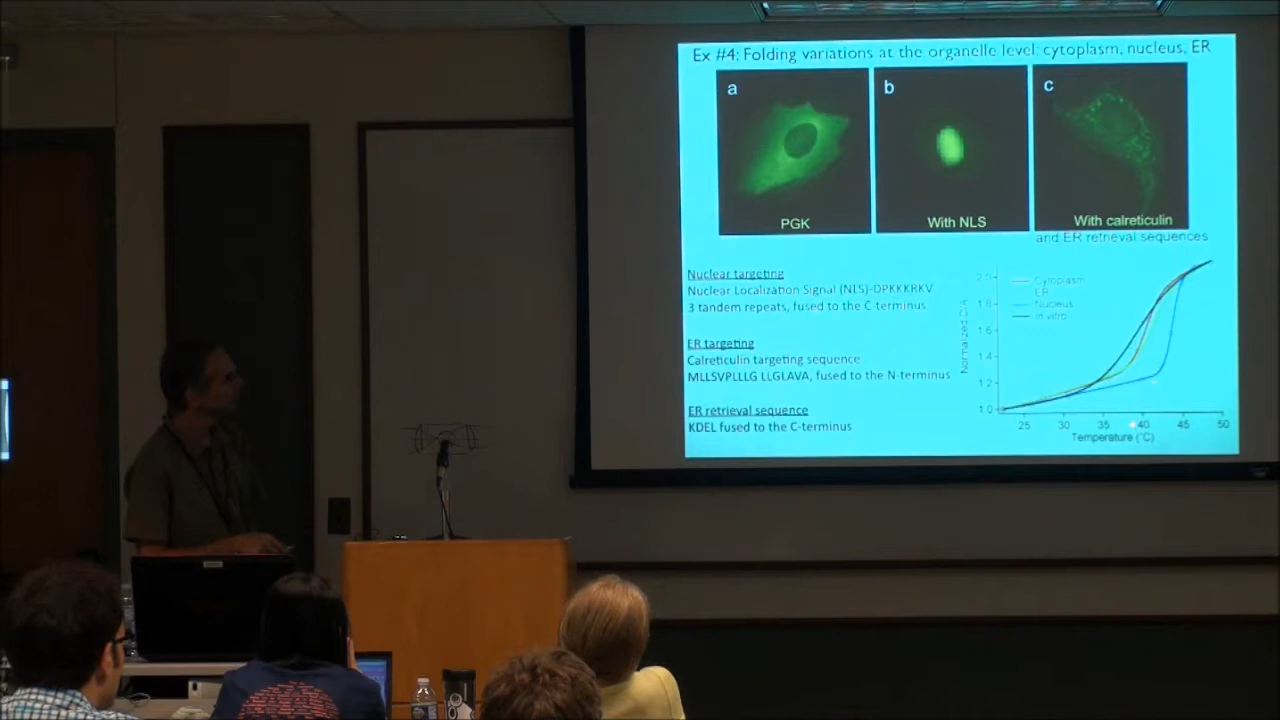 Ex #4: Folding variations at the organelle level: cytoplasm, nucleus, ER
a
b
c
PGK
With NLS
With calreticulin
and ER retrieval sequences
Nuclear targeting
Nuclear Localization Signal (NLS)-DPKKKRKV
3 tandem repeats, fused to the C-terminus
ER targeting
Calreticulin targeting sequence
MLLSVPLLLG LLGLAVA, fused to the N-terminus
ER retrieval sequence
KDEL fused to the C-terminus
Normalized D/A
2.0
1.8
1.6
1.4
1.2
1.0
Cytoplasm
ER
Nucleus
In vitro
25
30
35
40
45
50
Temperature (°C)